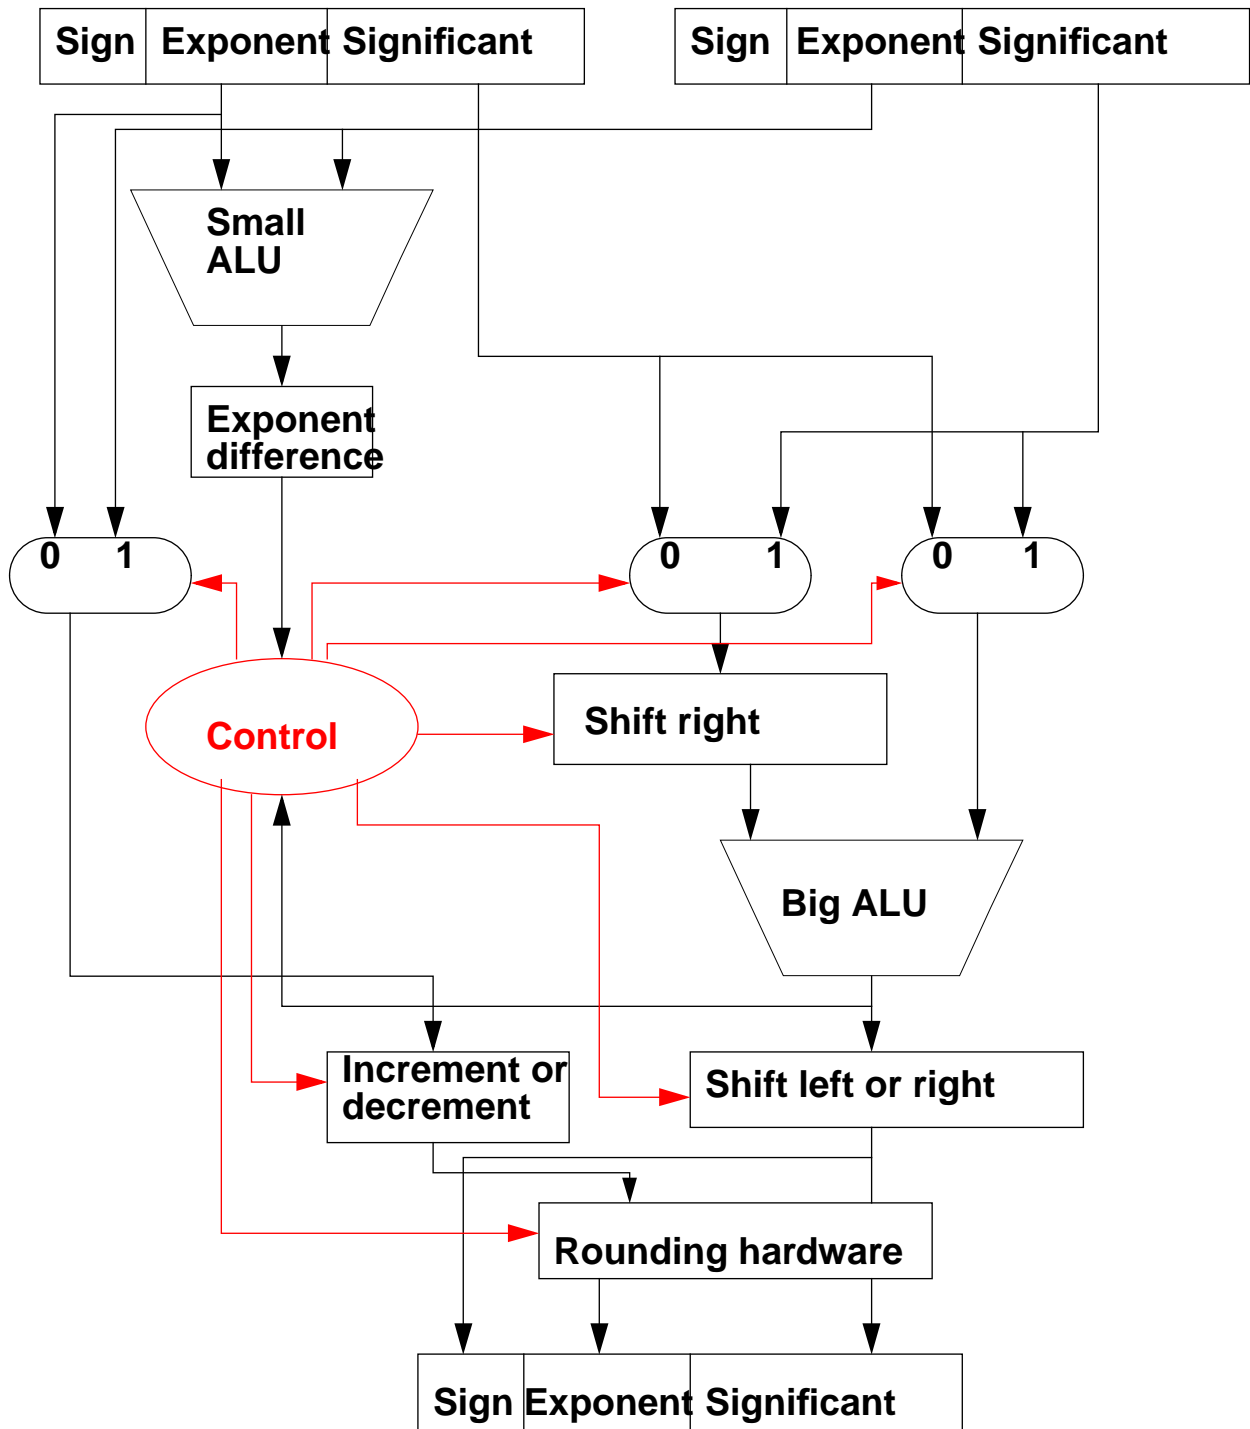 Sign Exponent Significant
Sign Exponent Significant
Small
ALU
Exponent
difference
0 1
0 1
0 1
Control
Shift right
Big ALU
Increment or
decrement
Shift left or right
Rounding hardware
Sign Exponent Significant